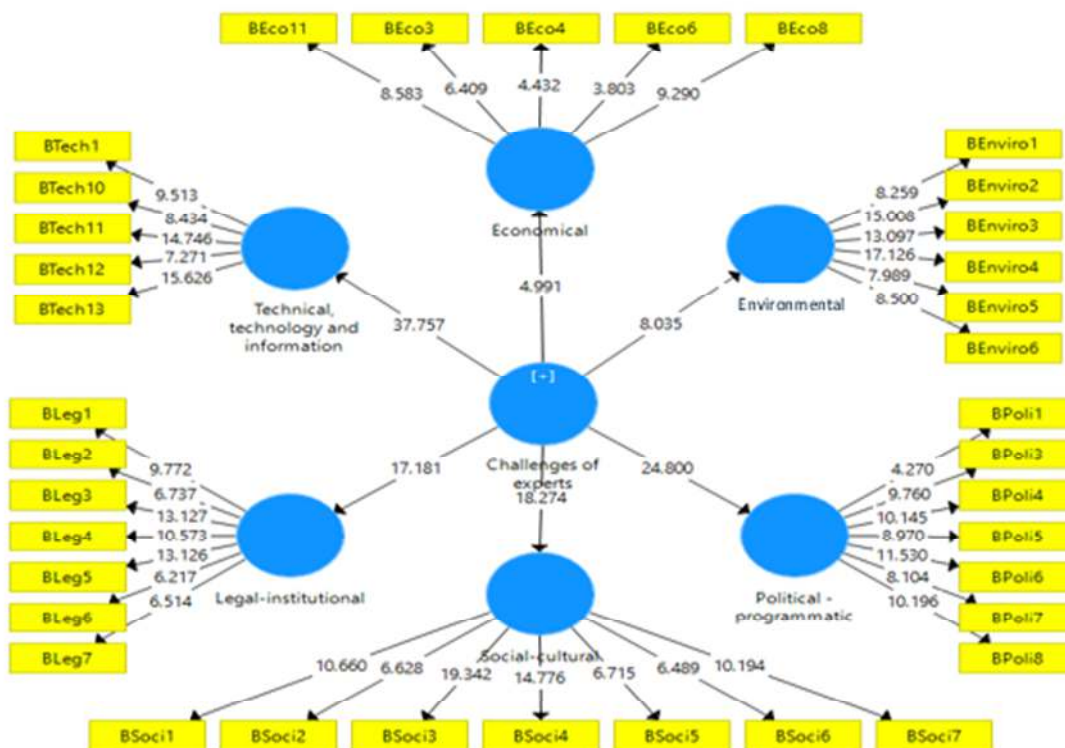 BEco11 BEco3 BEco4 BEco6 BEco8
8.583 6.409 4.432 3.803 9.290
Economical
BTech1
BTech10
BTech11
BTech12
BTech13
9.513
8.434
14.746
7.271
15.626
Technical,
technology and
information
BEnviro1
BEnviro2
BEnviro3
BEnviro4
BEnviro5
BEnviro6
8.259
15.008
13.097
17.126
7.989
8.500
Environmental
4.991
37.757
8.035
[+]
Challenges of
experts
17.181
18.274
24.800
BLeg1
BLeg2
BLeg3
BLeg4
BLeg5
BLeg6
BLeg7
9.772
6.737
13.127
10.573
13.126
6.217
6.514
Legal-institutional
BPoli1
BPoli3
BPoli4
BPoli5
BPoli6
BPoli7
BPoli8
4.270
9.760
10.145
8.970
11.530
8.104
10.196
Political -
programmatic
Social-cultural
10.660 6.628 19.342 14.776 6.715 6.489 10.194
BSoci1 BSoci2 BSoci3 BSoci4 BSoci5 BSoci6 BSoci7